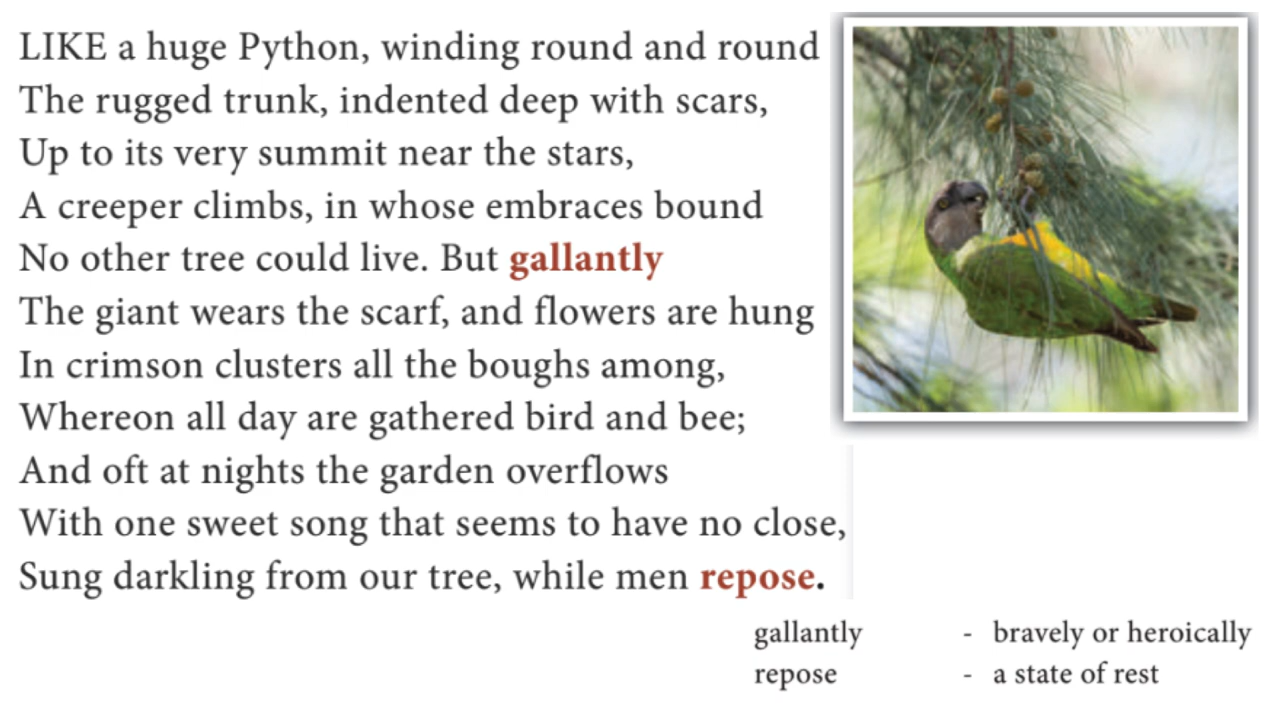 LIKE a huge Python, winding round and round
The rugged trunk, indented deep with scars,
Up to its very summit near the stars,
A creeper climbs, in whose embraces bound
No other tree could live. But gallantly
The giant wears the scarf, and flowers are hung
In crimson clusters all the boughs among,
Whereon all day are gathered bird and bee;
And oft at nights the garden overflows
With one sweet song that seems to have no close,
Sung darkling from our tree, while men repose.
gallantly - bravely or heroically
repose - a state of rest